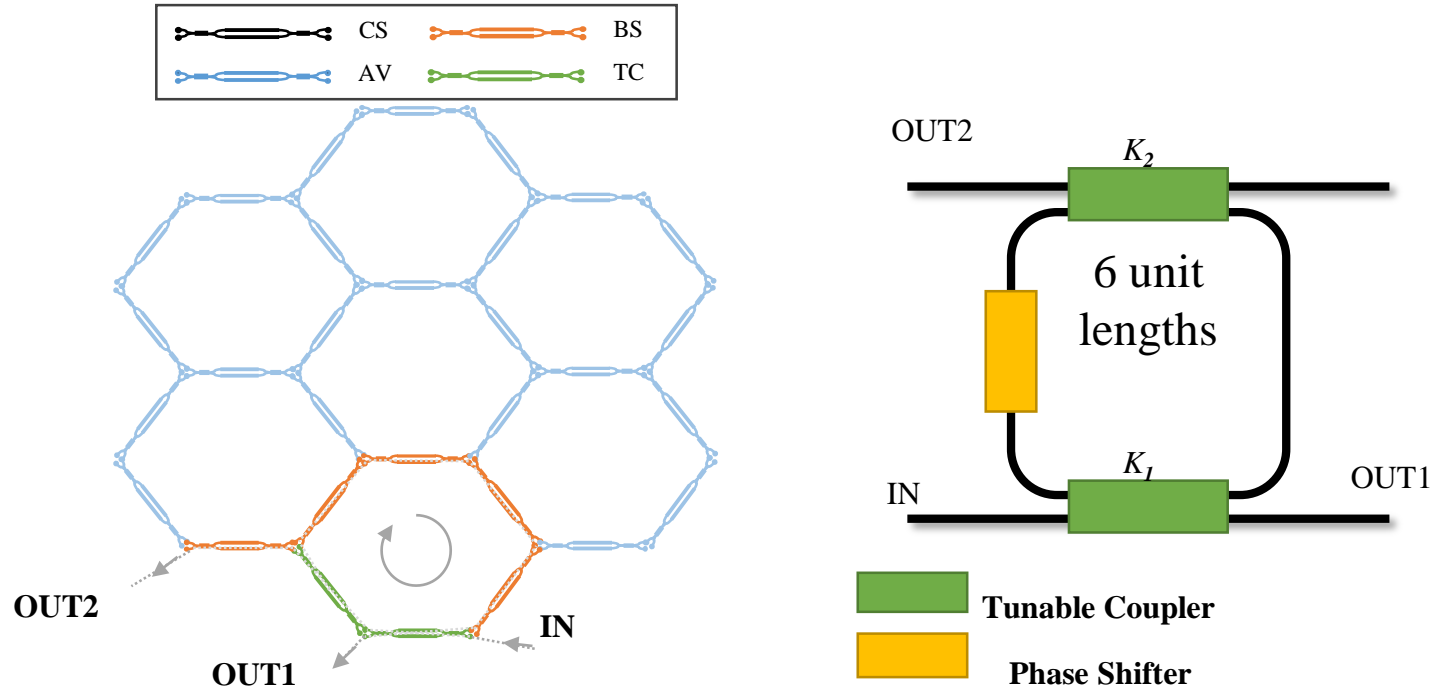 CS
BS
AV
TC
OUT2
OUT1
IN
OUT2
K2
6 unit
lengths
IN
K1
OUT1
Tunable Coupler
Phase Shifter